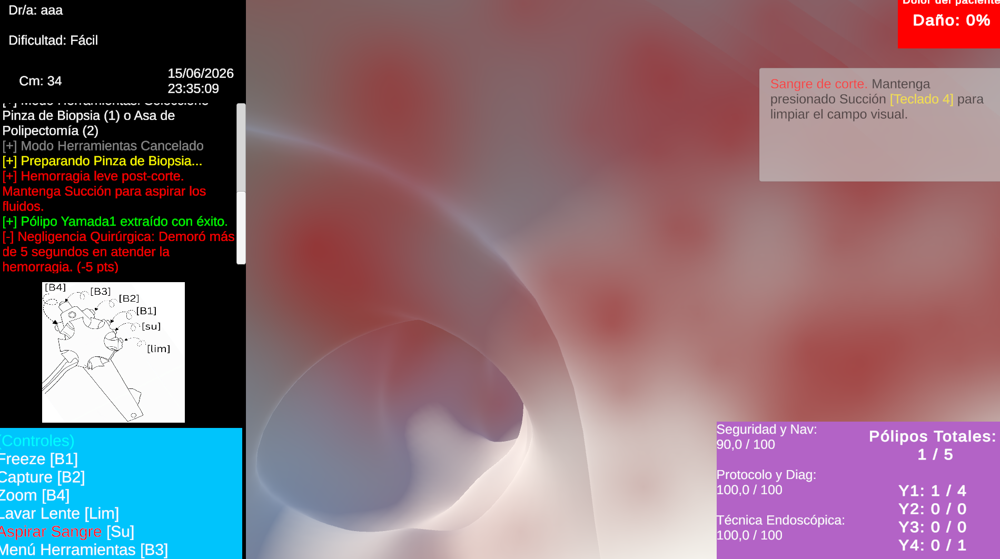 Dr/a: aaa
Dificultad: Fácil
Cm: 34
15/06/2026
23:35:09
[+] Modo Herramientas: Seleccione
Pinza de Biopsia (1) o Asa de
Polipectomía (2)
[+] Modo Herramientas Cancelado
[+] Preparando Pinza de Biopsia...
[+] Hemorragia leve post-corte.
Mantenga Succión para aspirar los
fluidos.
[+] Pólipo Yamada1 extraído con éxito.
[-] Negligencia Quirúrgica: Demoró más
de 5 segundos en atender la
hemorragia. (-5 pts)
[B4]
[B3]
[B2]
[B1]
[su]
[lim]
(Controles)
Freeze [B1]
Capture [B2]
Zoom [B4]
Lavar Lente [Lim]
Aspirar Sangre [Su]
Menú Herramientas [B3]
Dolor del paciente
Daño: 0%
Sangre de corte. Mantenga
presionado Succión [Teclado 4] para
limpiar el campo visual.
Seguridad y Nav:
90,0 / 100
Protocolo y Diag:
100,0 / 100
Técnica Endoscópica:
100,0 / 100
Pólipos Totales:
1 / 5
Y1: 1 / 4
Y2: 0 / 0
Y3: 0 / 0
Y4: 0 / 1